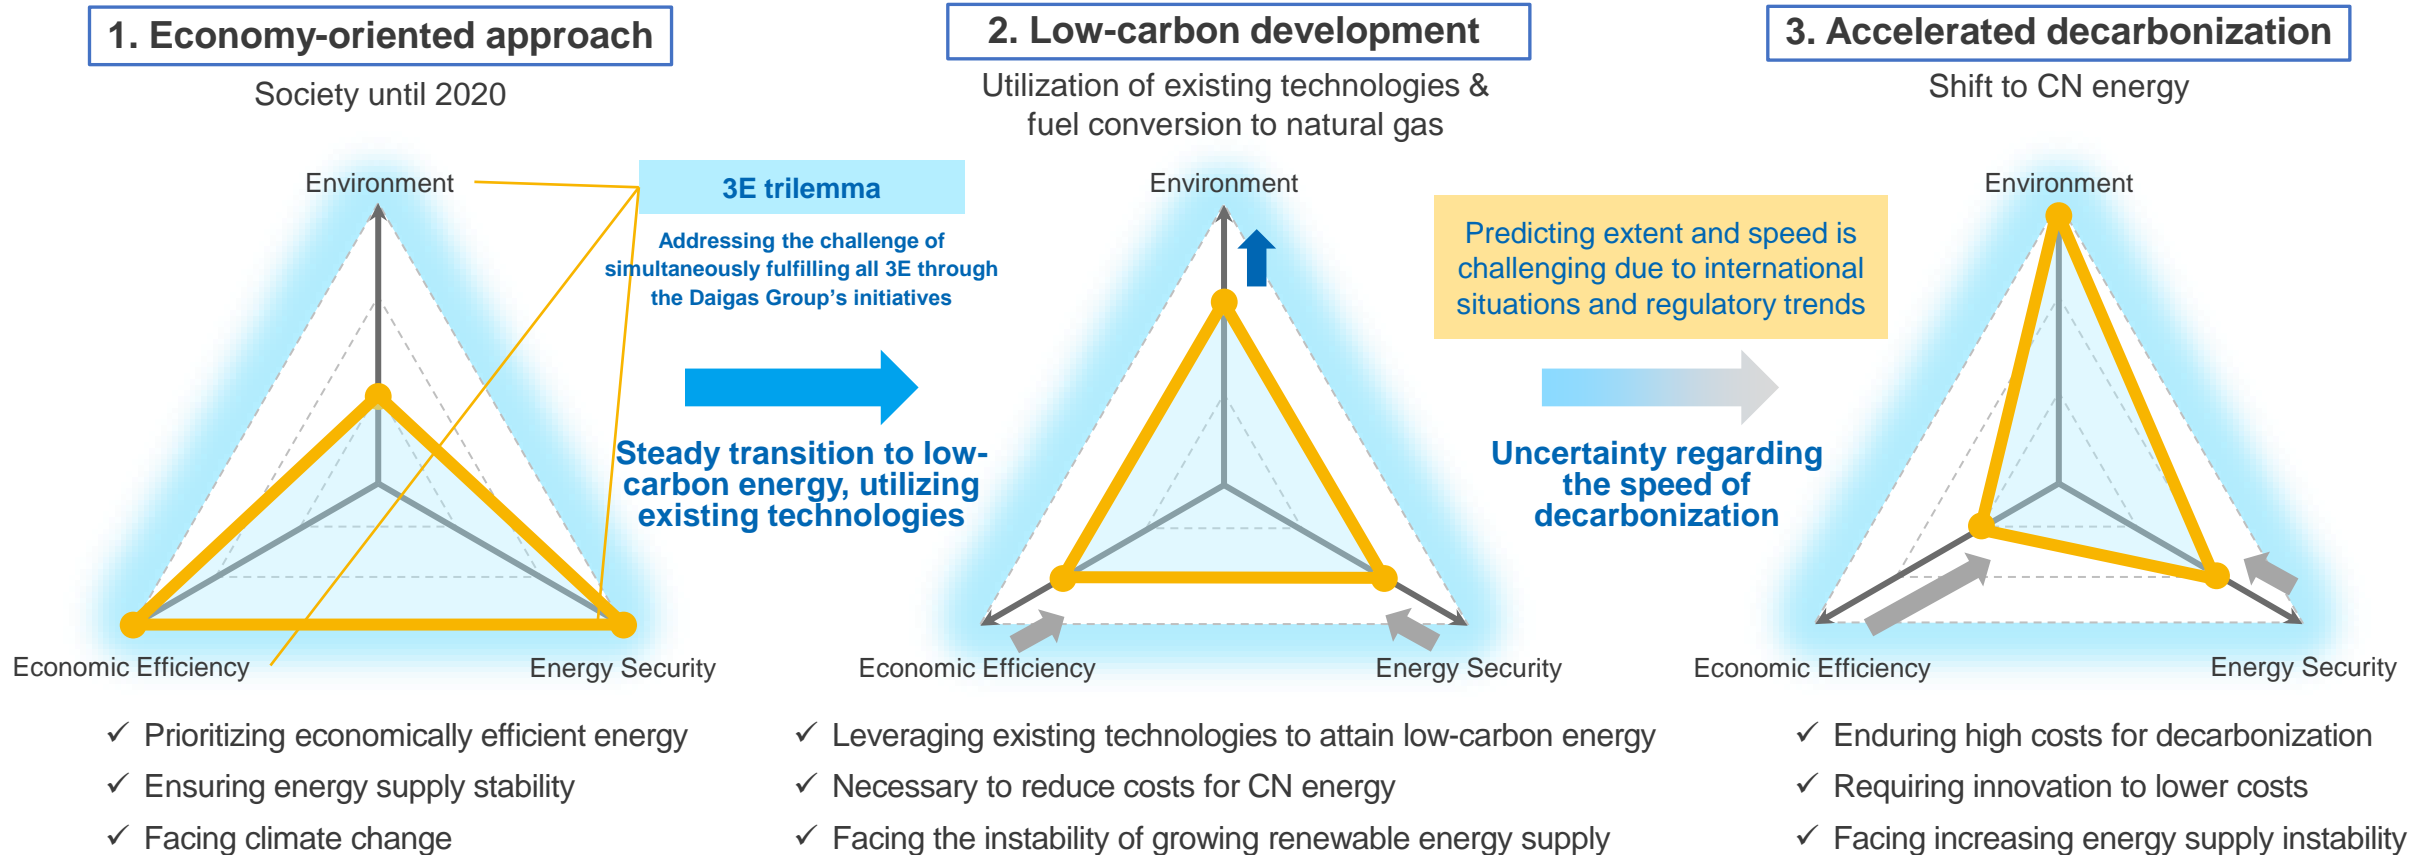 1. Economy-oriented approach
Society until 2020
Environment
Economic Efficiency
Energy Security
✓ Prioritizing economically efficient energy
✓ Ensuring energy supply stability
✓ Facing climate change
3E trilemma
Addressing the challenge of
simultaneously fulfilling all 3E through
the Daigas Group’s initiatives
Steady transition to low-
carbon energy, utilizing
existing technologies
2. Low-carbon development
Utilization of existing technologies &
fuel conversion to natural gas
Environment
Economic Efficiency
Energy Security
✓ Leveraging existing technologies to attain low-carbon energy
✓ Necessary to reduce costs for CN energy
✓ Facing the instability of growing renewable energy supply
Predicting extent and speed is
challenging due to international
situations and regulatory trends
Uncertainty regarding
the speed of
decarbonization
3. Accelerated decarbonization
Shift to CN energy
Environment
Economic Efficiency
Energy Security
✓ Enduring high costs for decarbonization
✓ Requiring innovation to lower costs
✓ Facing increasing energy supply instability